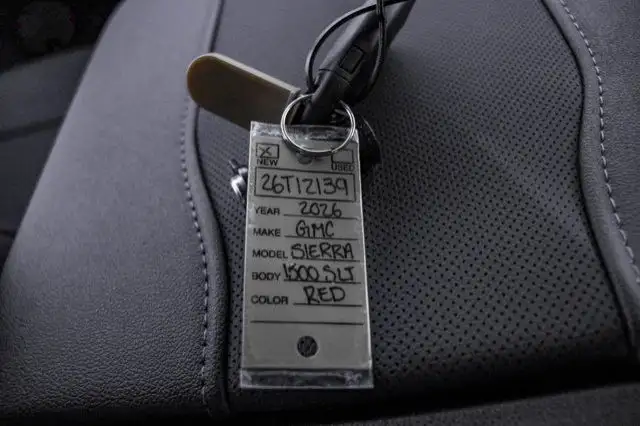 NEW USED
26T12139
YEAR 2026
MAKE GMC
MODEL SIERRA
BODY 1500 SLT
COLOR RED